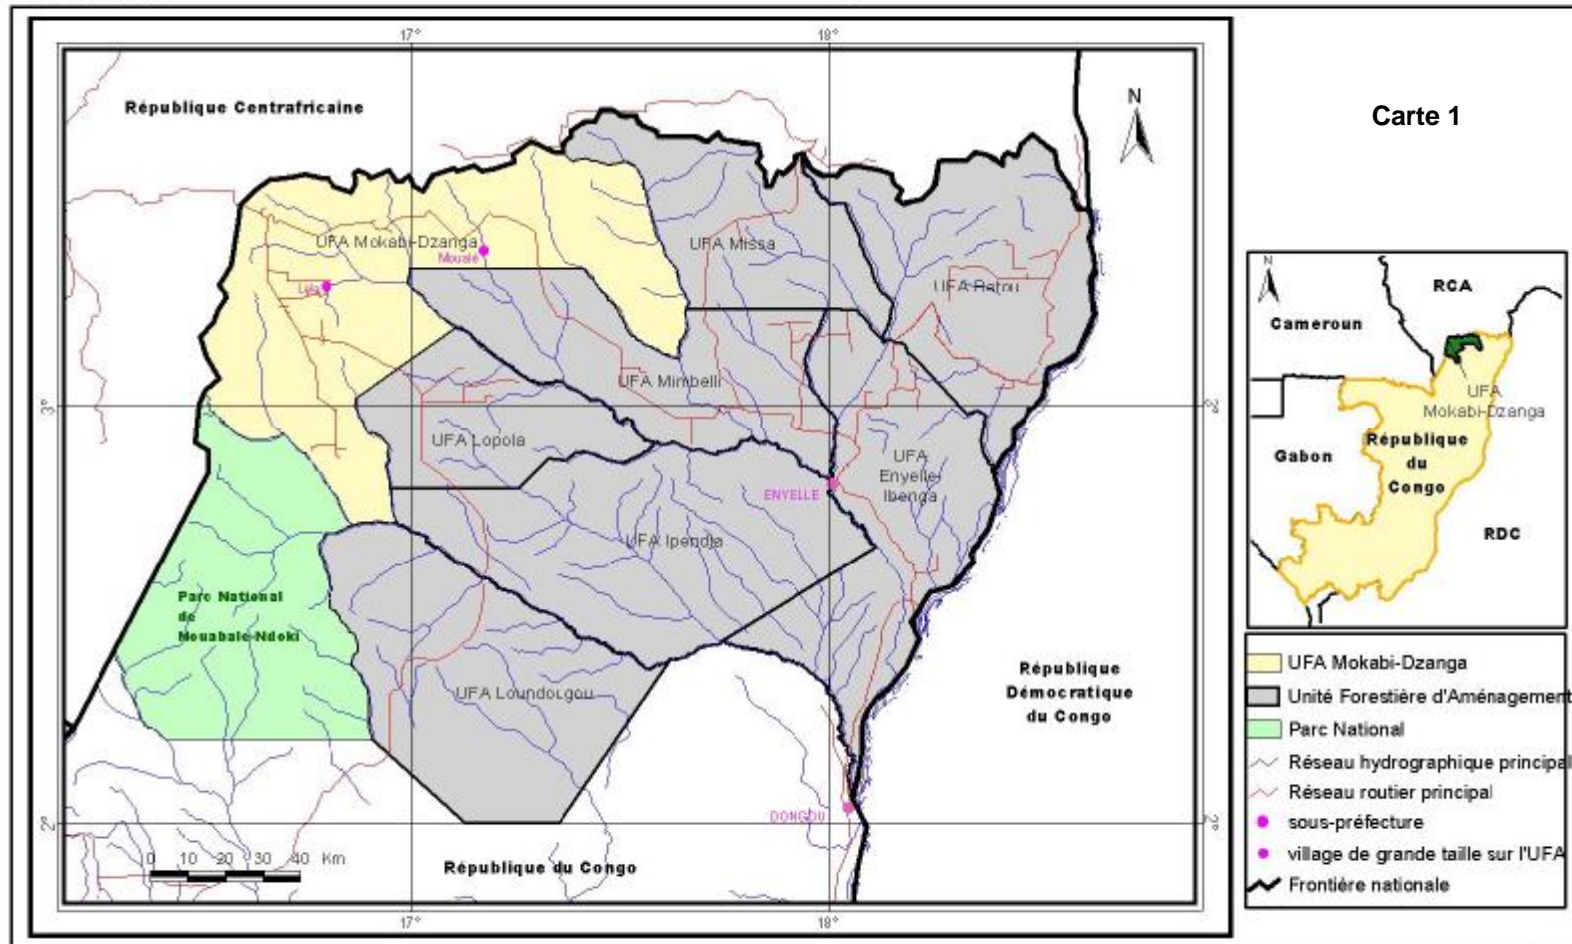 Carte 1
17°
18°
N
République Centrafricaine
UFA Mokabi-Dzanga
Moualé
UFA Missa
UFA Betou
UFA Mimbelli
3°
UFA Lopola
UFA
Enyelle-
Ibenga
ENYELLE
UFA Ipendja
Parc National
de
Nouabale-Ndoki
UFA Loundougou
République
Démocratique
du Congo
DONGOU
2°
2°
0 10 20 30 40 Km
République du Congo
17°
18°
N
RCA
Cameroun
UFA
Mokabi-Dzanga
Gabon
République
du
Congo
RDC
UFA Mokabi-Dzanga
Unité Forestière d'Aménagement
Parc National
Réseau hydrographique principal
Réseau routier principal
sous-préfecture
village de grande taille sur l'UFA
Frontière nationale